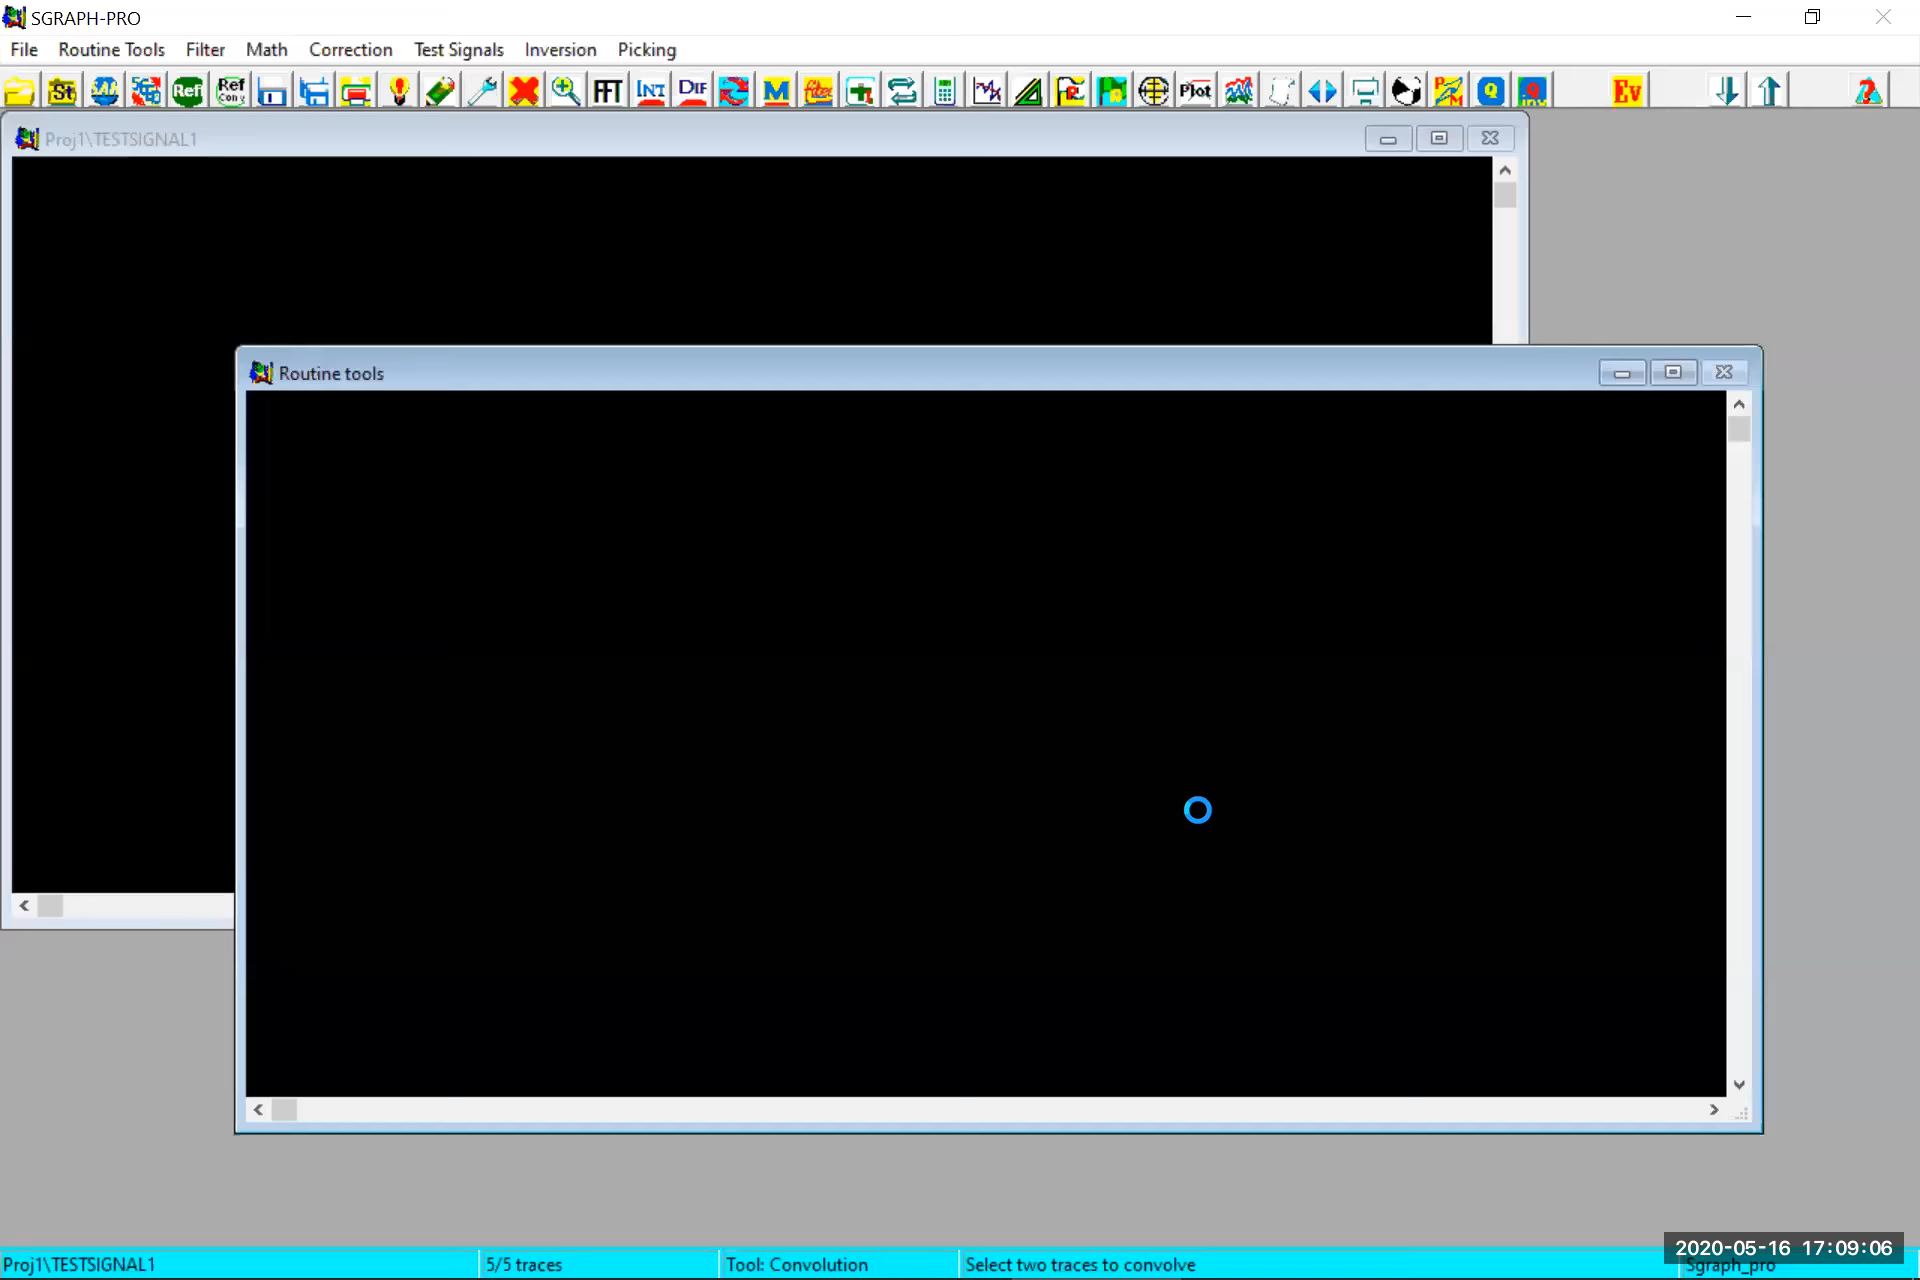 SGRAPH-PRO
File Routine Tools Filter Math Correction Test Signals Inversion Picking
St Ref Ref Conv FFT INT DIF M filter Plot Q Ev ?
Proj1\TESTSIGNAL1
Routine tools
2020-05-16 17:09:06
Proj1\TESTSIGNAL1 5/5 traces Tool: Convolution Select two traces to convolve Sgraph_pro